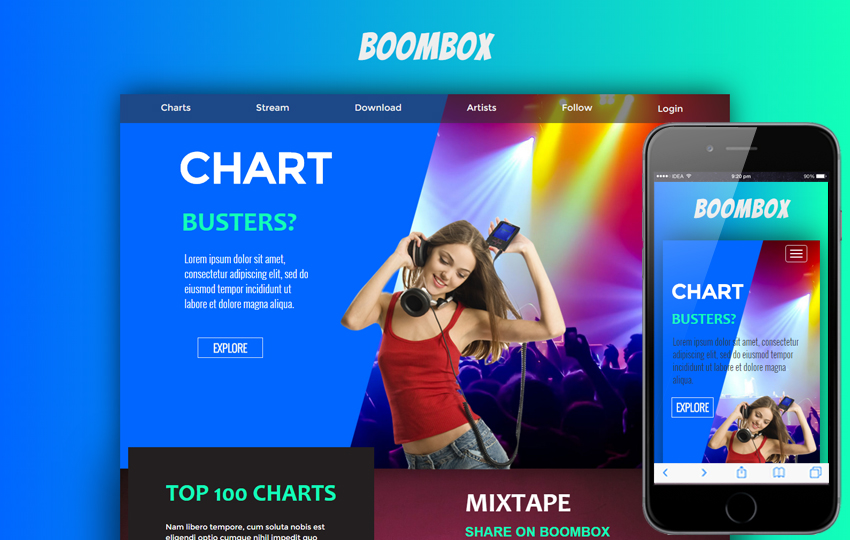 BOOMBOX
Charts Stream Download Artists Follow Login
CHART
BUSTERS?
Lorem ipsum dolor sit amet,
consectetur adipiscing elit, sed do
eiusmod tempor incididunt ut
labore et dolore magna aliqua.
EXPLORE
TOP 100 CHARTS
Nam libero tempore, cum soluta nobis est
eligendi optio cumque nihil impedit quo
MIXTAPE
SHARE ON BOOMBOX
IDEA 9:20 pm 90%
BOOMBOX
CHART
BUSTERS?
Lorem ipsum dolor sit amet, consectetur
adipiscing elit, sed do eiusmod tempor
incididunt ut labore et dolore magna
aliqua.
EXPLORE